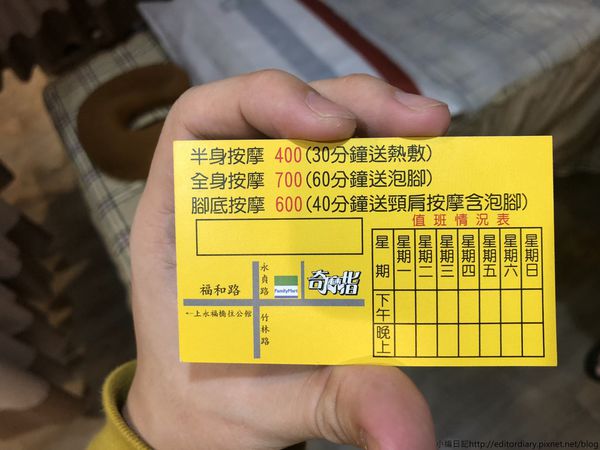 半身按摩 400(30分鐘送熱敷)
全身按摩 700(60分鐘送泡腳)
腳底按摩 600(40分鐘送頸肩按摩含泡腳)
值班情況表
星期 星期一 星期二 星期三 星期四 星期五 星期六 星期日
下午
晚上
永貞路
FamilyMart
福和路
←上永福橋往公館
竹林路
小編日記http://editordiary.pixnet.net/blog